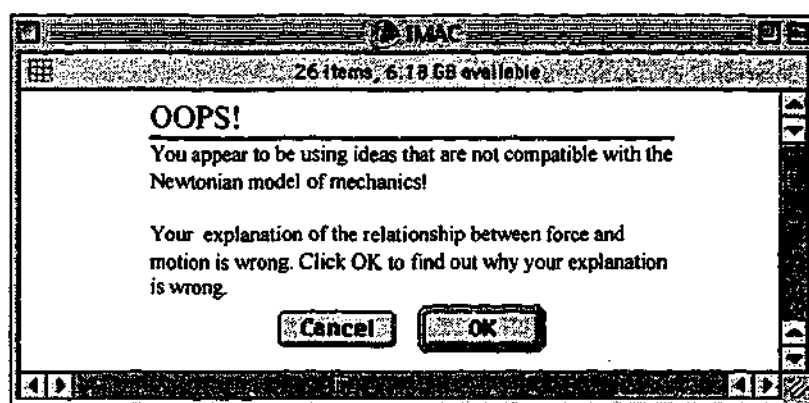 IMAC
26 items, 6.18 GB available
OOPS!
You appear to be using ideas that are not compatible with the
Newtonian model of mechanics!
Your explanation of the relationship between force and
motion is wrong. Click OK to find out why your explanation
is wrong.
Cancel OK